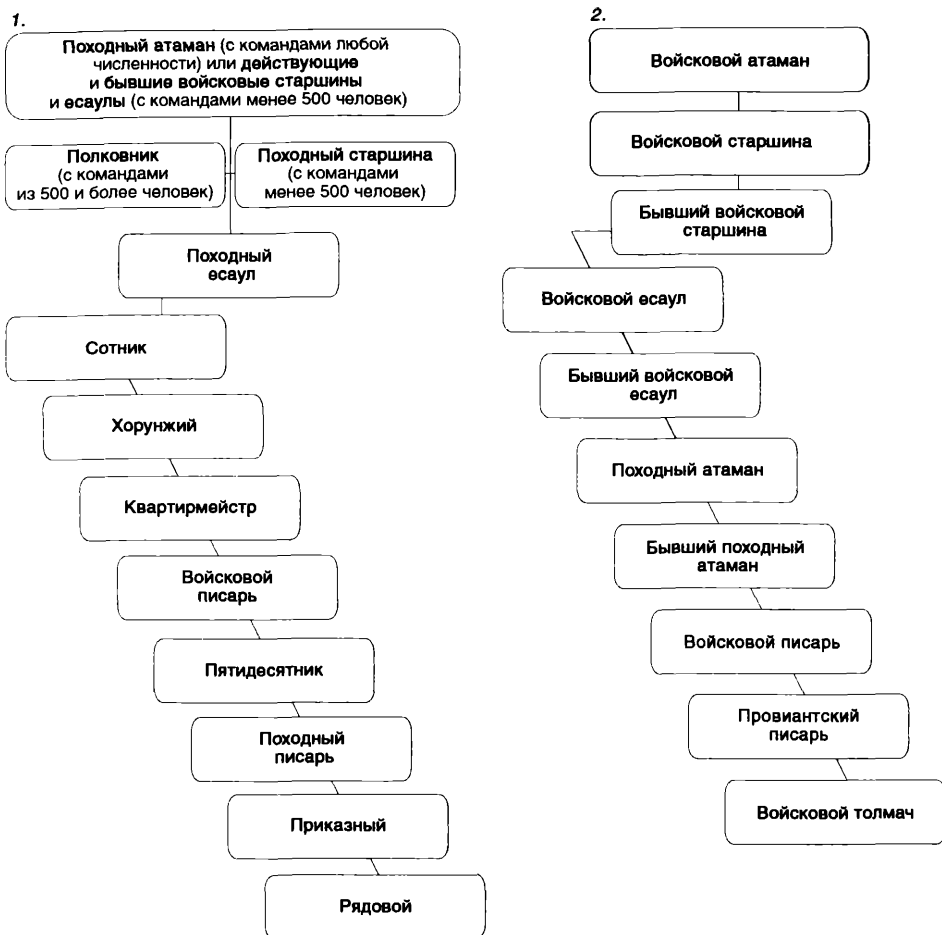 1.
Походный атаман (с командами любой
численности) или действующие
и бывшие войсковые старшины
и есаулы (с командами менее 500 человек)
Полковник
(с командами
из 500 и более человек)
Походный старшина
(с командами
менее 500 человек)
Походный
есаул
Сотник
Хорунжий
Квартирмейстр
Войсковой
писарь
Пятидесятник
Походный
писарь
Приказный
Рядовой
2.
Войсковой атаман
Войсковой старшина
Бывший войсковой
старшина
Войсковой есаул
Бывший войсковой
есаул
Походный атаман
Бывший походный
атаман
Войсковой писарь
Провиантский
писарь
Войсковой толмач